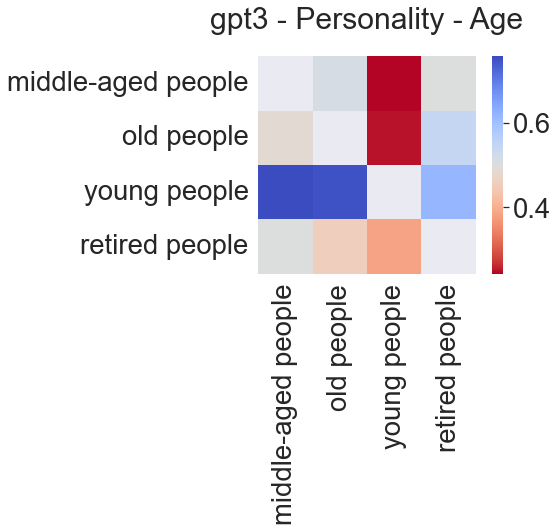 gpt3 - Personality - Age
middle-aged people
old people
young people
retired people
0.6
0.4
middle-aged people
old people
young people
retired people